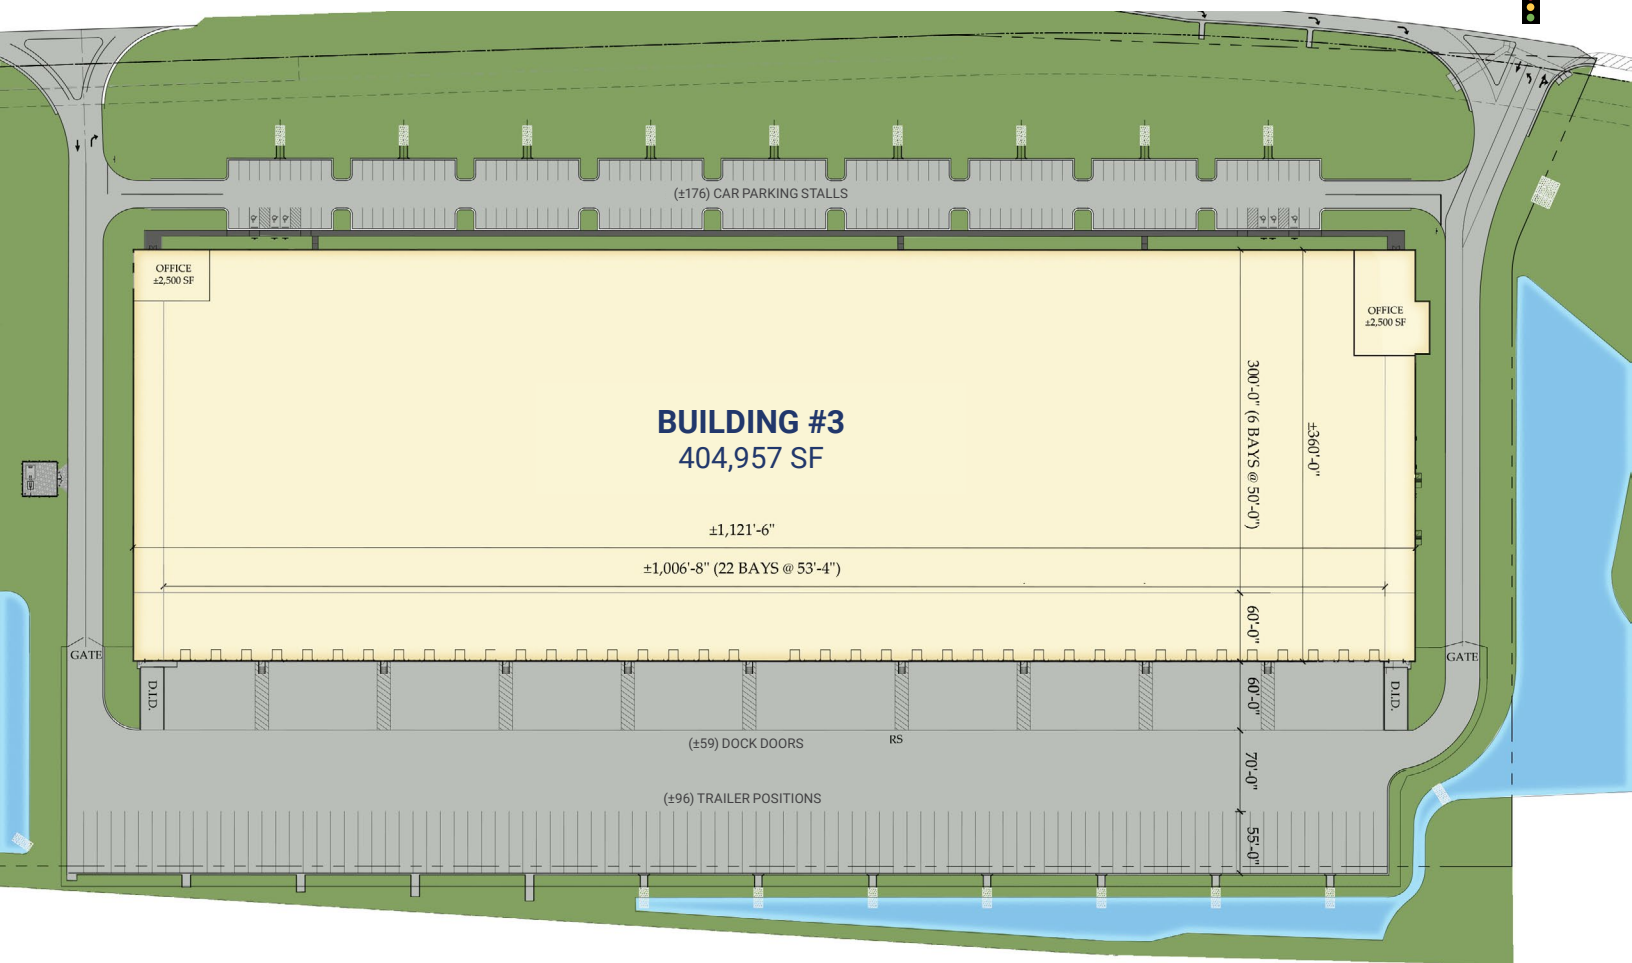 (±176) CAR PARKING STALLS
OFFICE
±2,500 SF
OFFICE
±2,500 SF
BUILDING #3
404,957 SF
300'-0" (6 BAYS @ 50'-0")
±360'-0"
±1,121'-6"
±1,006'-8" (22 BAYS @ 53'-4")
60'-0"
GATE
GATE
D.I.D.
60'-0"
D.I.D.
(±59) DOCK DOORS
RS
70'-0"
(±96) TRAILER POSITIONS
55'-0"